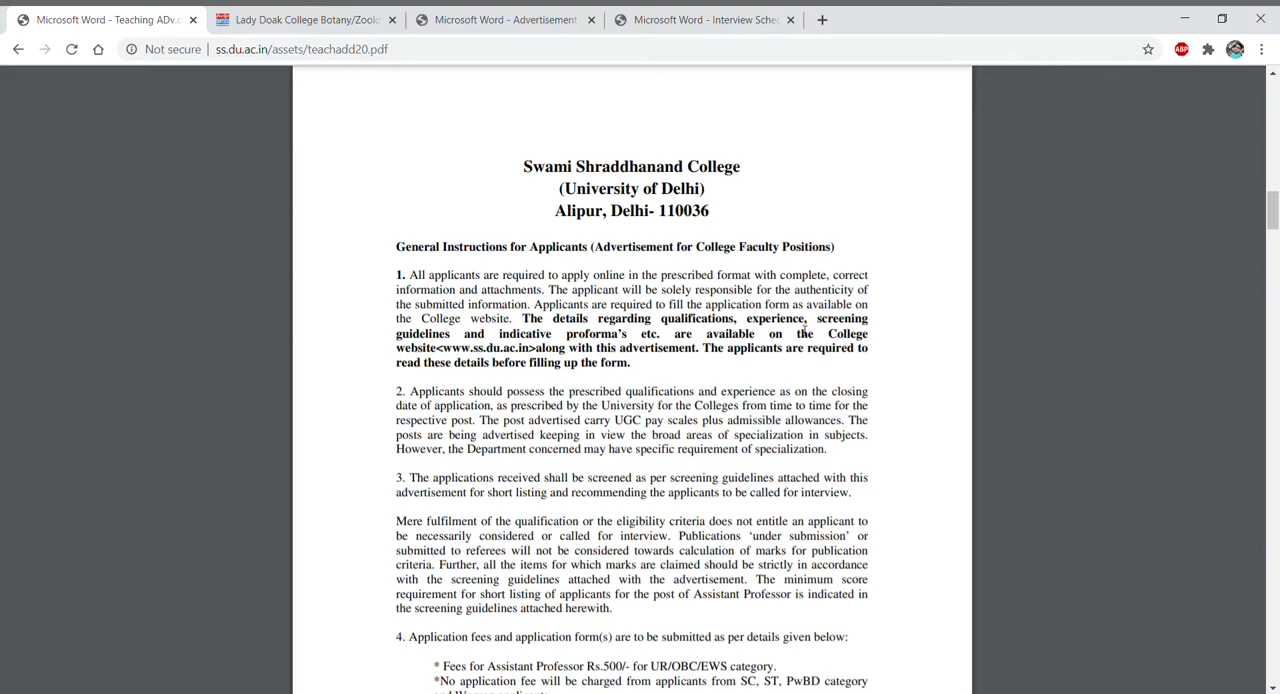 Microsoft Word - Teaching ADv.
Lady Doak College Botany/Zoolo
Microsoft Word - Advertisement
Microsoft Word - Interview Sche
Not secure | ss.du.ac.in/assets/teachadd20.pdf
ABP
Swami Shraddhanand College
(University of Delhi)
Alipur, Delhi- 110036
General Instructions for Applicants (Advertisement for College Faculty Positions)
1. All applicants are required to apply online in the prescribed format with complete, correct
information and attachments. The applicant will be solely responsible for the authenticity of
the submitted information. Applicants are required to fill the application form as available on
the College website. The details regarding qualifications, experience, screening
guidelines and indicative proforma's etc. are available on the College
website<www.ss.du.ac.in>along with this advertisement. The applicants are required to
read these details before filling up the form.
2. Applicants should possess the prescribed qualifications and experience as on the closing
date of application, as prescribed by the University for the Colleges from time to time for the
respective post. The post advertised carry UGC pay scales plus admissible allowances. The
posts are being advertised keeping in view the broad areas of specialization in subjects.
However, the Department concerned may have specific requirement of specialization.
3. The applications received shall be screened as per screening guidelines attached with this
advertisement for short listing and recommending the applicants to be called for interview.
Mere fulfilment of the qualification or the eligibility criteria does not entitle an applicant to
be necessarily considered or called for interview. Publications 'under submission' or
submitted to referees will not be considered towards calculation of marks for publication
criteria. Further, all the items for which marks are claimed should be strictly in accordance
with the screening guidelines attached with the advertisement. The minimum score
requirement for short listing of applicants for the post of Assistant Professor is indicated in
the screening guidelines attached herewith.
4. Application fees and application form(s) are to be submitted as per details given below:
* Fees for Assistant Professor Rs.500/- for UR/OBC/EWS category.
*No application fee will be charged from applicants from SC, ST, PwBD category